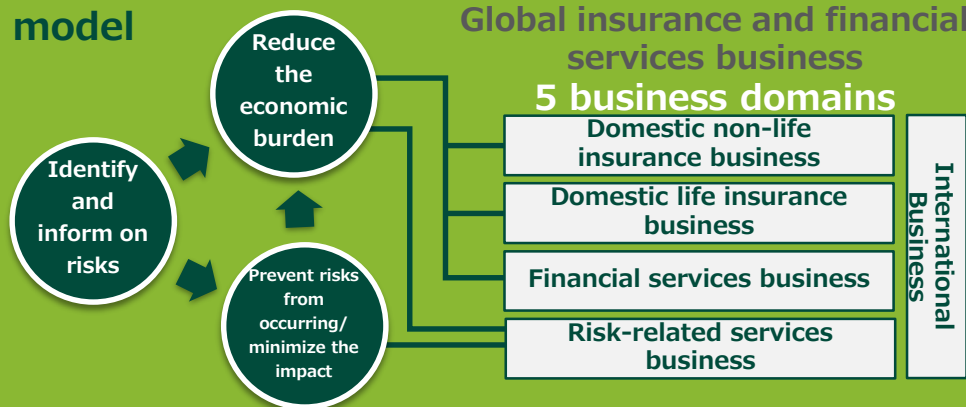 model
Reduce
the
economic
burden
Identify
and
inform on
risks
Prevent risks
from
occurring/
minimize the
impact
Global insurance and financial
services business
5 business domains
Domestic non-life
insurance business
Domestic life insurance
business
Financial services business
Risk-related services
business
International
Business